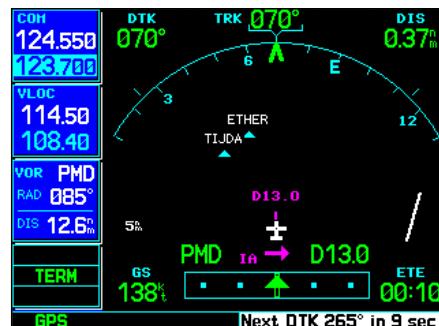 COM
124.550
123.700
VLOC
114.50
108.40
VOR PMD
RAD 085°
DIS 12.6nm
TERM
GPS
DTK
070°
TRK 070°
DIS
0.37nm
3
6
E
12
ETHER
TIJDA
D13.0
5nm
PMD IA D13.0
GS
138kt
ETE
00:10
Next DTK 265° in 9 sec